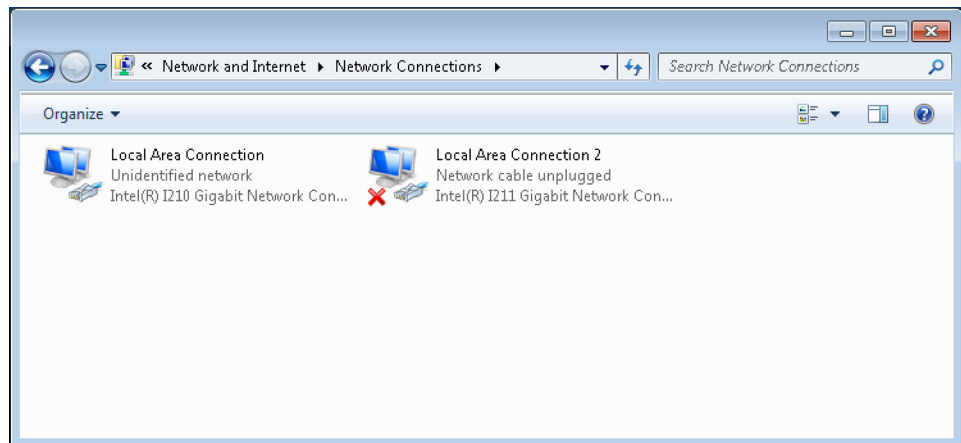 « Network and Internet ▸ Network Connections ▸
Search Network Connections
Organize
Local Area Connection
Unidentified network
Intel(R) I210 Gigabit Network Con...
Local Area Connection 2
Network cable unplugged
Intel(R) I211 Gigabit Network Con...